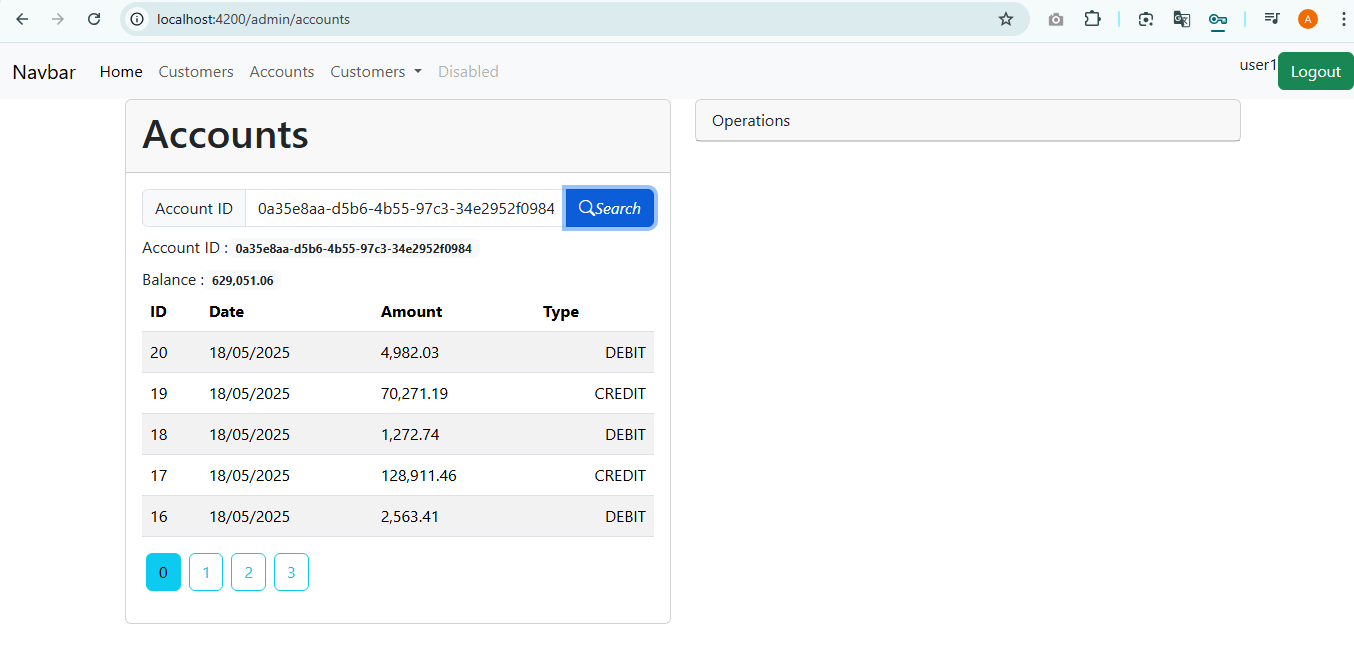 localhost:4200/admin/accounts
A
Navbar Home Customers Accounts Customers Disabled user1 Logout
Accounts
Account ID 0a35e8aa-d5b6-4b55-97c3-34e2952f0984 Search
Account ID : 0a35e8aa-d5b6-4b55-97c3-34e2952f0984
Balance : 629,051.06
ID Date Amount Type
20 18/05/2025 4,982.03 DEBIT
19 18/05/2025 70,271.19 CREDIT
18 18/05/2025 1,272.74 DEBIT
17 18/05/2025 128,911.46 CREDIT
16 18/05/2025 2,563.41 DEBIT
0 1 2 3
Operations